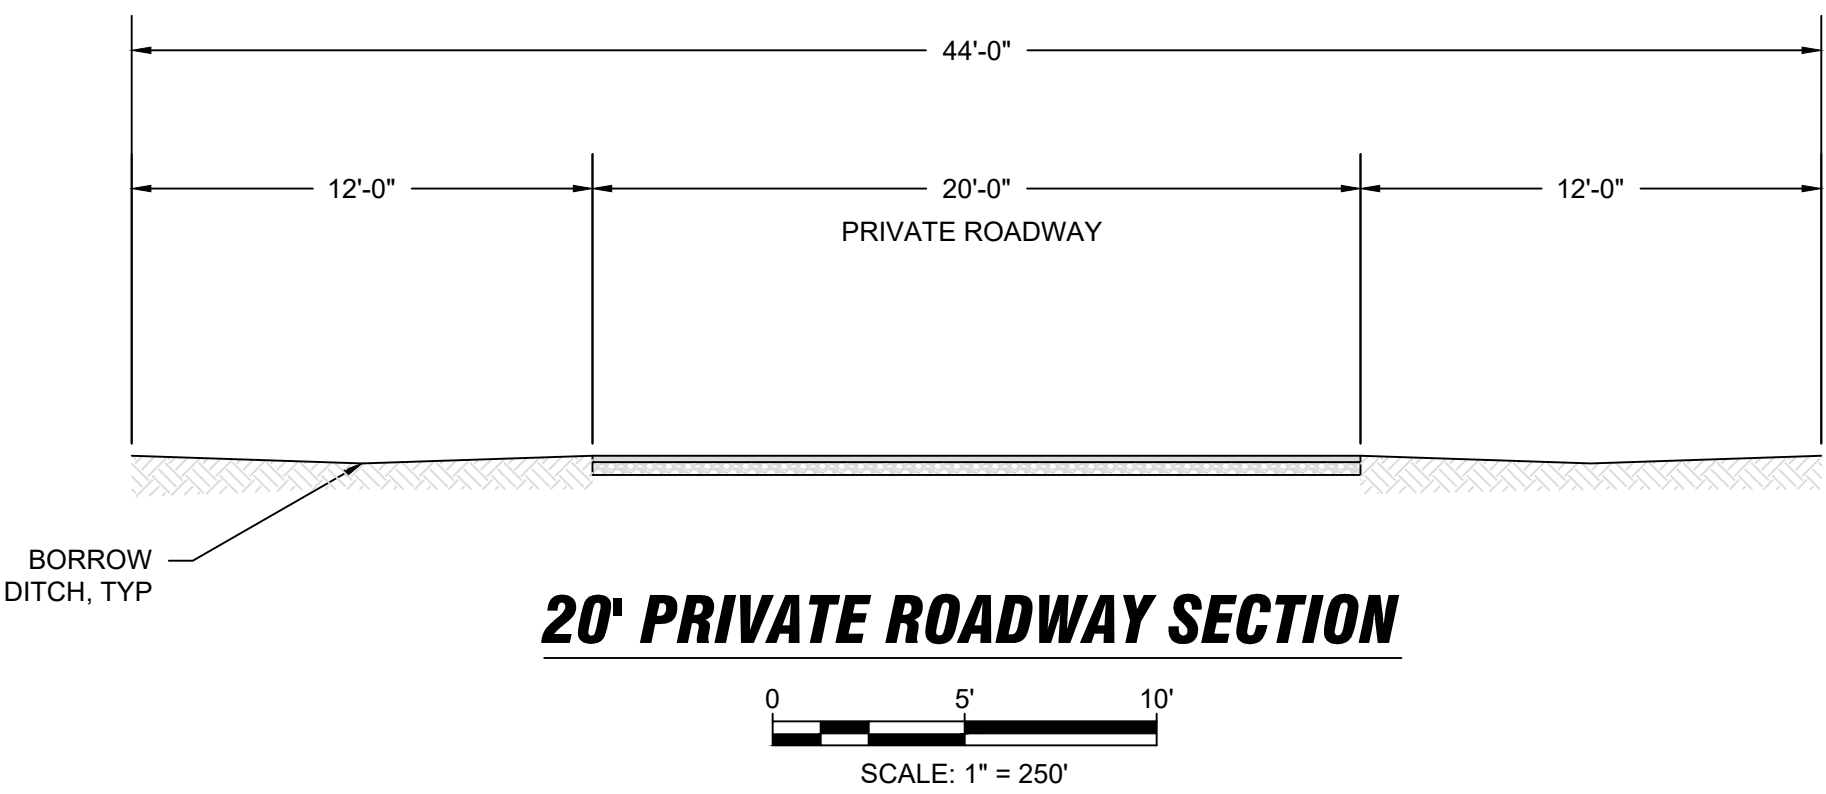 44'-0"
12'-0"
20'-0"
12'-0"
PRIVATE ROADWAY
BORROW
DITCH, TYP
20' PRIVATE ROADWAY SECTION
0
5'
10'
SCALE: 1" = 250'